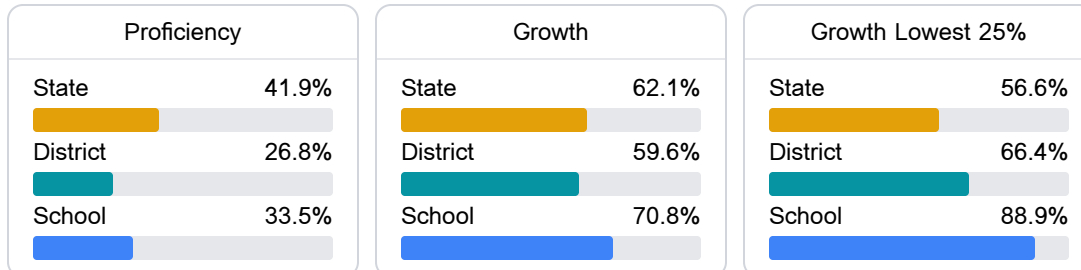 Proficiency
State 41.9%
District 26.8%
School 33.5%
Growth
State 62.1%
District 59.6%
School 70.8%
Growth Lowest 25%
State 56.6%
District 66.4%
School 88.9%